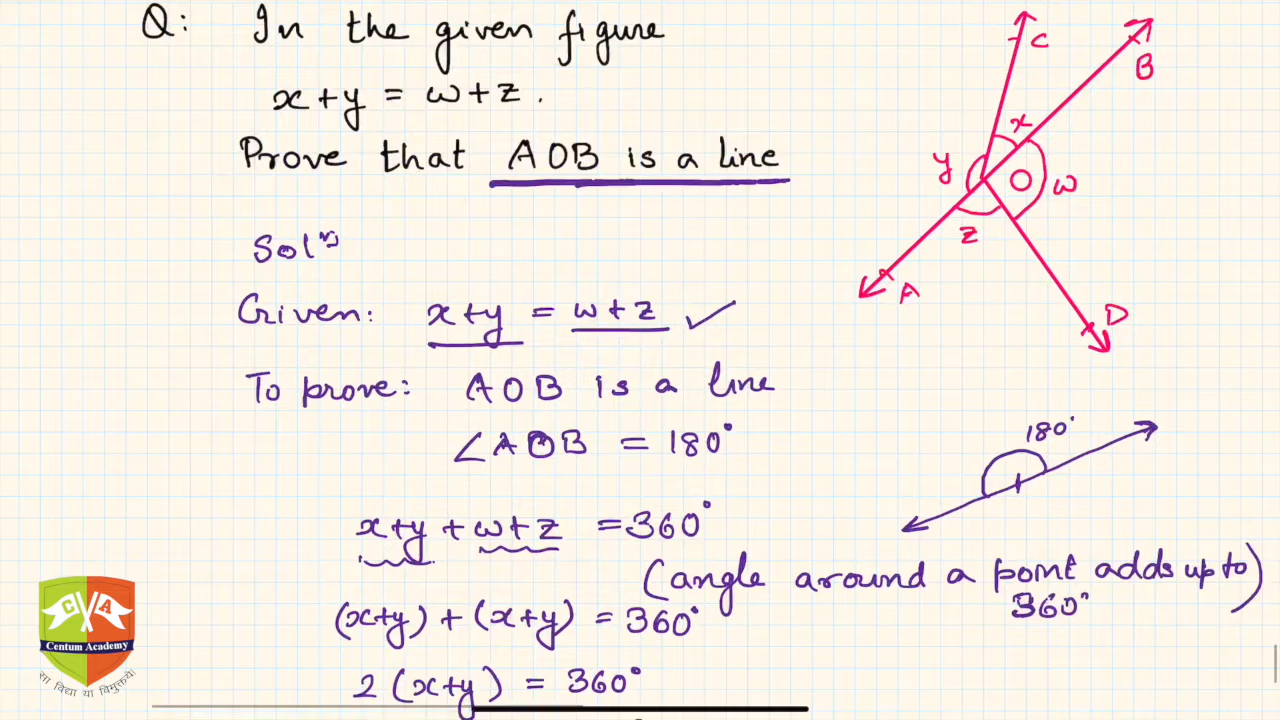 Q: In the given figure
x+y = w+z.
Prove that AOB is a line
Solⁿ
Given: x+y = w+z ✓
To prove: AOB is a line
∠AOB = 180°
x+y + w+z = 360°
(angle around a point adds up to 360°)
(x+y) + (x+y) = 360°
2 (x+y) = 360°
C
B
x
y
O
w
z
A
D
180°
C A
Centum Academy
सा विद्या या विमुक्तये